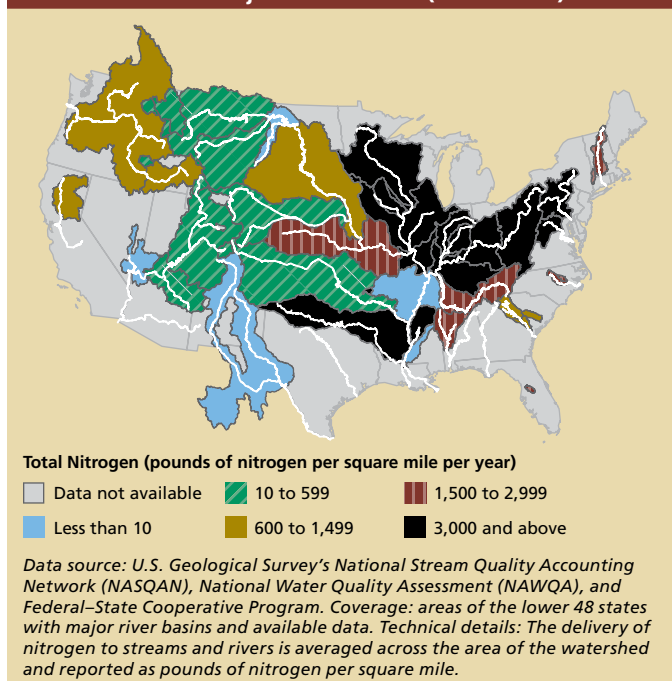 Total Nitrogen (pounds of nitrogen per square mile per year)
Data not available
10 to 599
1,500 to 2,999
Less than 10
600 to 1,499
3,000 and above
Data source: U.S. Geological Survey's National Stream Quality Accounting
Network (NASQAN), National Water Quality Assessment (NAWQA), and
Federal–State Cooperative Program. Coverage: areas of the lower 48 states
with major river basins and available data. Technical details: The delivery of
nitrogen to streams and rivers is averaged across the area of the watershed
and reported as pounds of nitrogen per square mile.